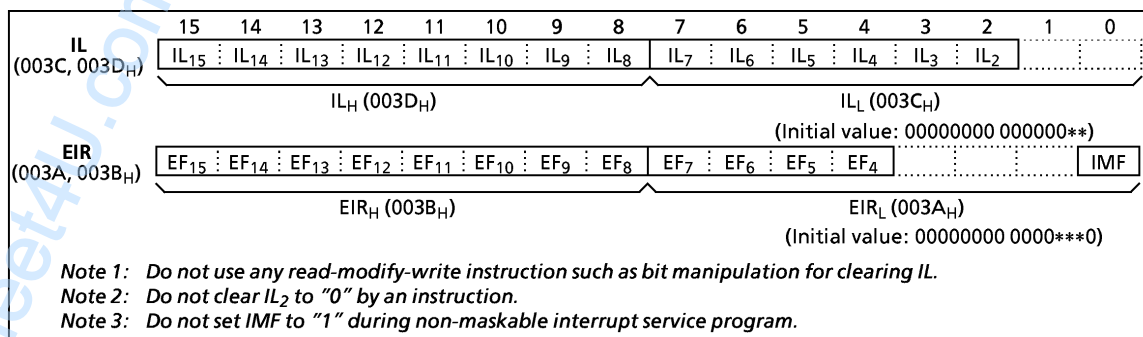 15 14 13 12 11 10 9 8 7 6 5 4 3 2 1 0
IL
(003C, 003DH)
IL15 IL14 IL13 IL12 IL11 IL10 IL9 IL8 IL7 IL6 IL5 IL4 IL3 IL2
ILH (003DH) ILL (003CH)
(Initial value: 00000000 000000**)
EIR
(003A, 003BH)
EF15 EF14 EF13 EF12 EF11 EF10 EF9 EF8 EF7 EF6 EF5 EF4 IMF
EIRH (003BH) EIRL (003AH)
(Initial value: 00000000 0000***0)
Note 1: Do not use any read-modify-write instruction such as bit manipulation for clearing IL.
Note 2: Do not clear IL2 to "0" by an instruction.
Note 3: Do not set IMF to "1" during non-maskable interrupt service program.
eet4U.com